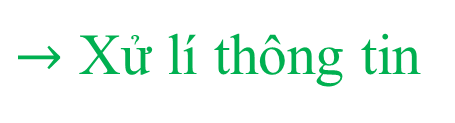 → Xử lí thông tin